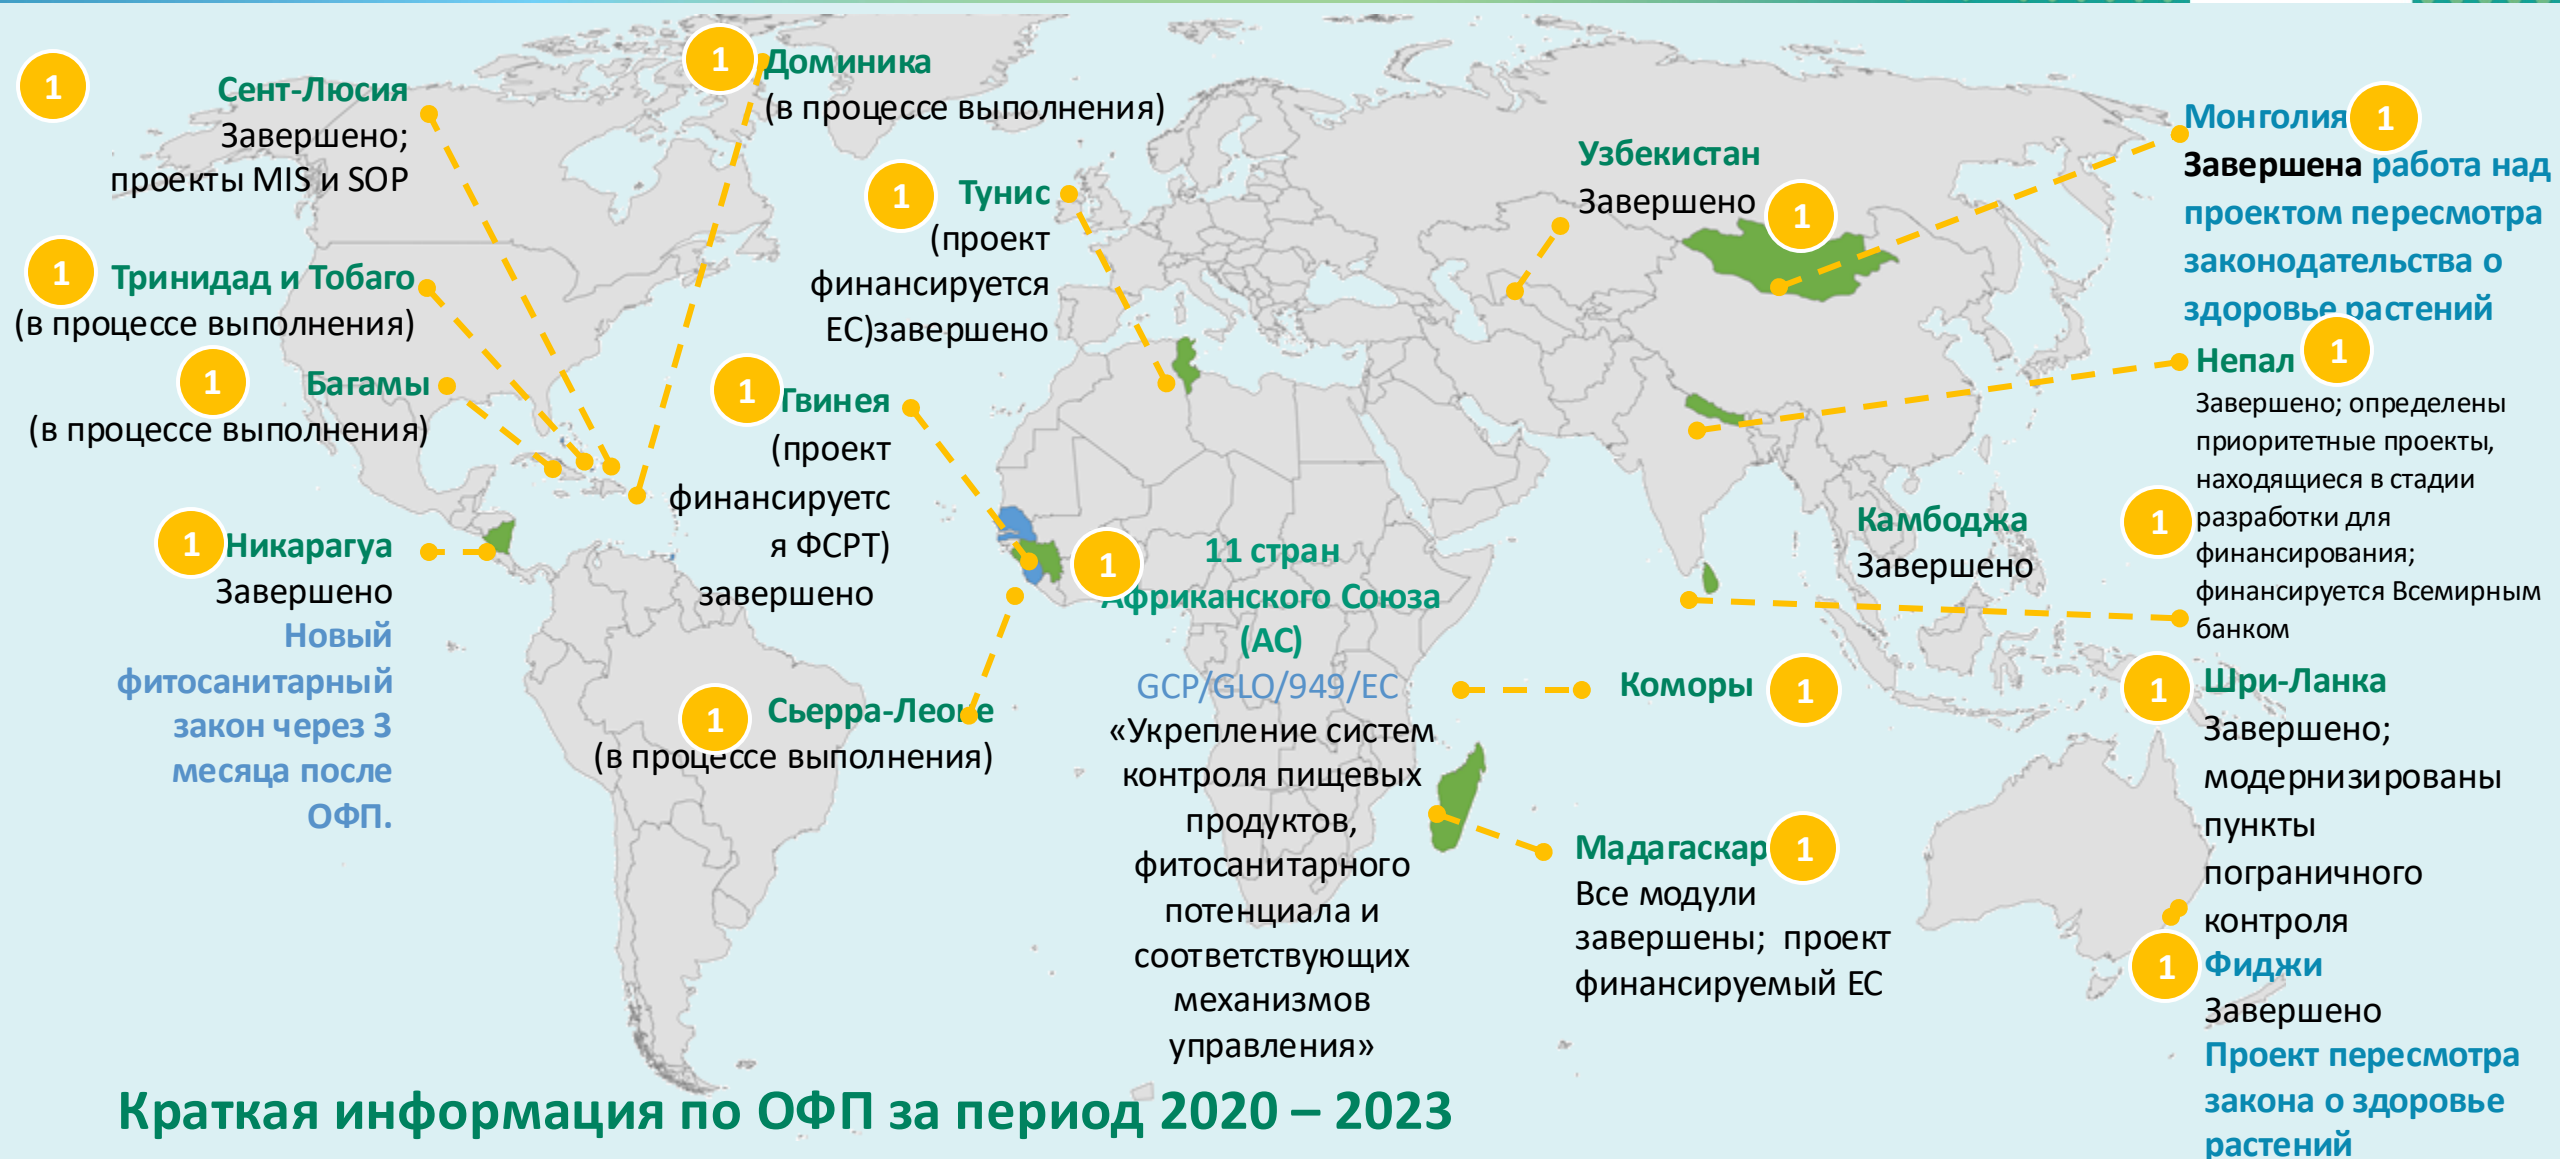 1
Сент-Люсия
Завершено;
проекты MIS и SOP
1
Доминика
(в процессе выполнения)
1
Тринидад и Тобаго
(в процессе выполнения)
1
Багамы
(в процессе выполнения)
1
Никарагуа
Завершено
Новый
фитосанитарный
закон через 3
месяца после
ОФП.
1
Тунис
(проект
финансируется
ЕС)завершено
1
Гвинея
(проект
финансируетс
я ФСРТ)
завершено
1
Сьерра-Леоне
(в процессе выполнения)
1
11 стран
Африканского Союза
(АС)
GCP/GLO/949/EC
«Укрепление систем
контроля пищевых
продуктов,
фитосанитарного
потенциала и
соответствующих
механизмов
управления»
Узбекистан
Завершено
1
Монголия
1
Завершена работа над
проектом пересмотра
законодательства о
здоровье растений
Непал
1
Завершено; определены
приоритетные проекты,
находящиеся в стадии
разработки для
финансирования;
финансируется Всемирным
банком
Камбоджа
Завершено
1
Коморы
1
Мадагаскар
1
Все модули
завершены; проект
финансируемый ЕС
1
Шри-Ланка
Завершено;
модернизированы
пункты
пограничного
контроля
1
Фиджи
Завершено
Проект пересмотра
закона о здоровье
растений
Краткая информация по ОФП за период 2020 – 2023